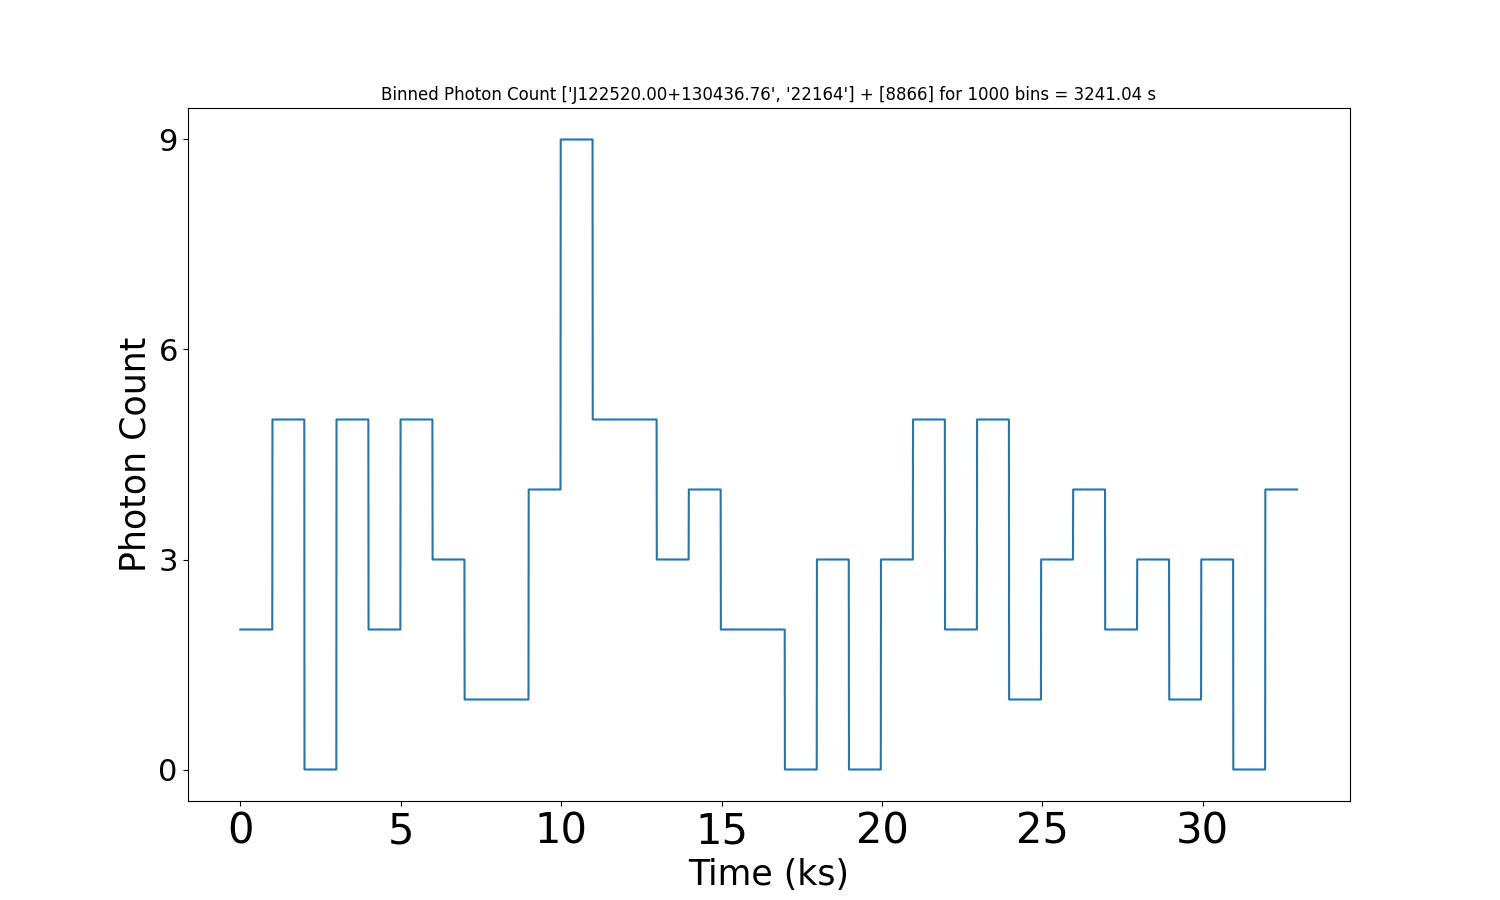 Binned Photon Count ['J122520.00+130436.76', '22164'] + [8866] for 1000 bins = 3241.04 s
9
6
3
0
Photon Count
0 5 10 15 20 25 30
Time (ks)